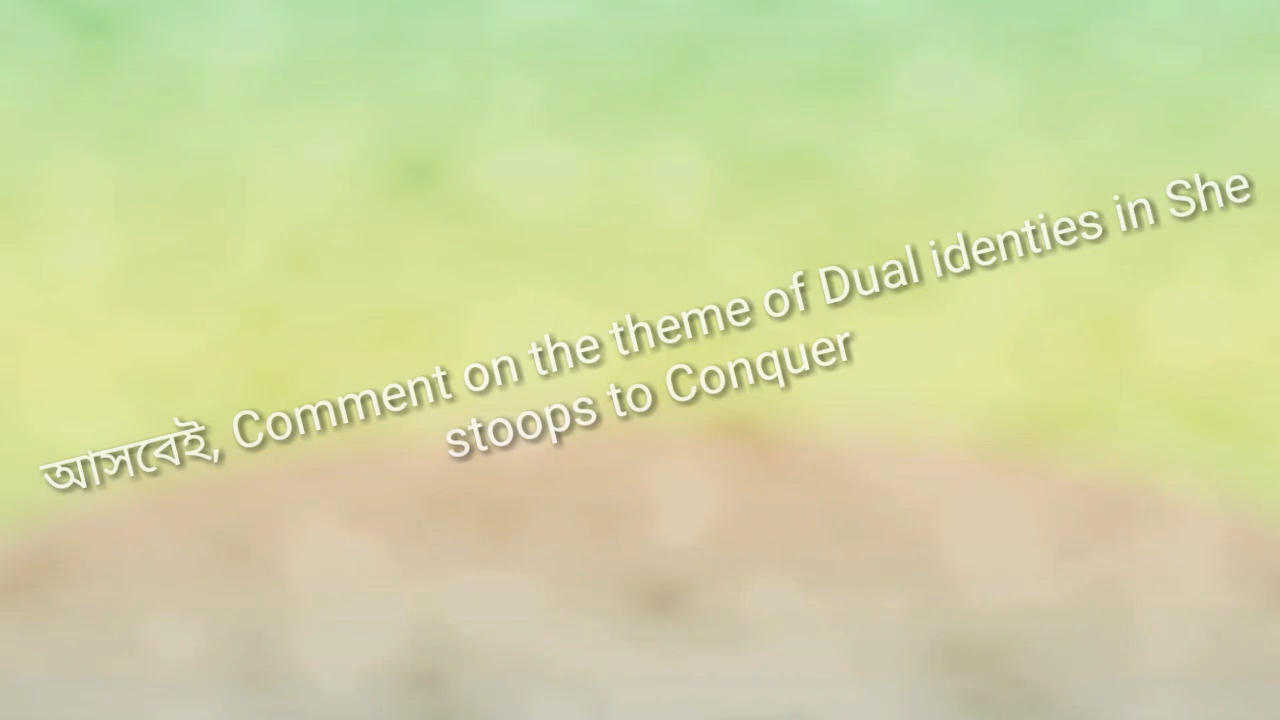 আসবেই, Comment on the theme of Dual identies in She
stoops to Conquer